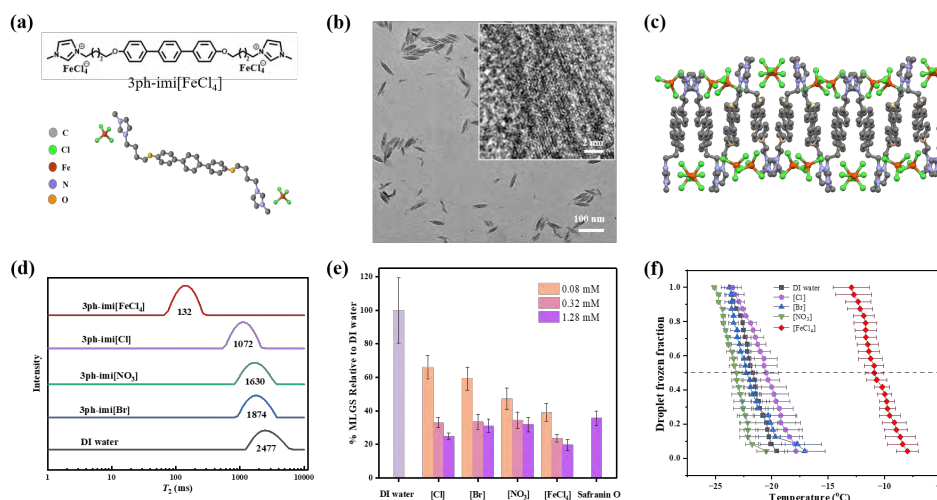 (a)
N
N
2
O
O
2
N
N
FeCl4⊖
FeCl4⊖
3ph-imi[FeCl4]
C
Cl
Fe
N
O
(b)
2 nm
100 nm
(c)
(d)
Intensity
3ph-imi[FeCl4]
132
3ph-imi[Cl]
1072
3ph-imi[NO3]
1630
3ph-imi[Br]
1874
DI water
2477
1 10 100 1000 10000
T2 (ms)
(e)
% MLGS Relative to DI water
120
100
80
60
40
20
0
0.08 mM
0.32 mM
1.28 mM
DI water [Cl] [Br] [NO3] [FeCl4] Safranin O
(f)
Droplet frozen fraction
1.0
0.8
0.6
0.4
0.2
0.0
DI water
[Cl]
[Br]
[NO3]
[FeCl4]
−25 −20 −15 −10
Temperature (°C)